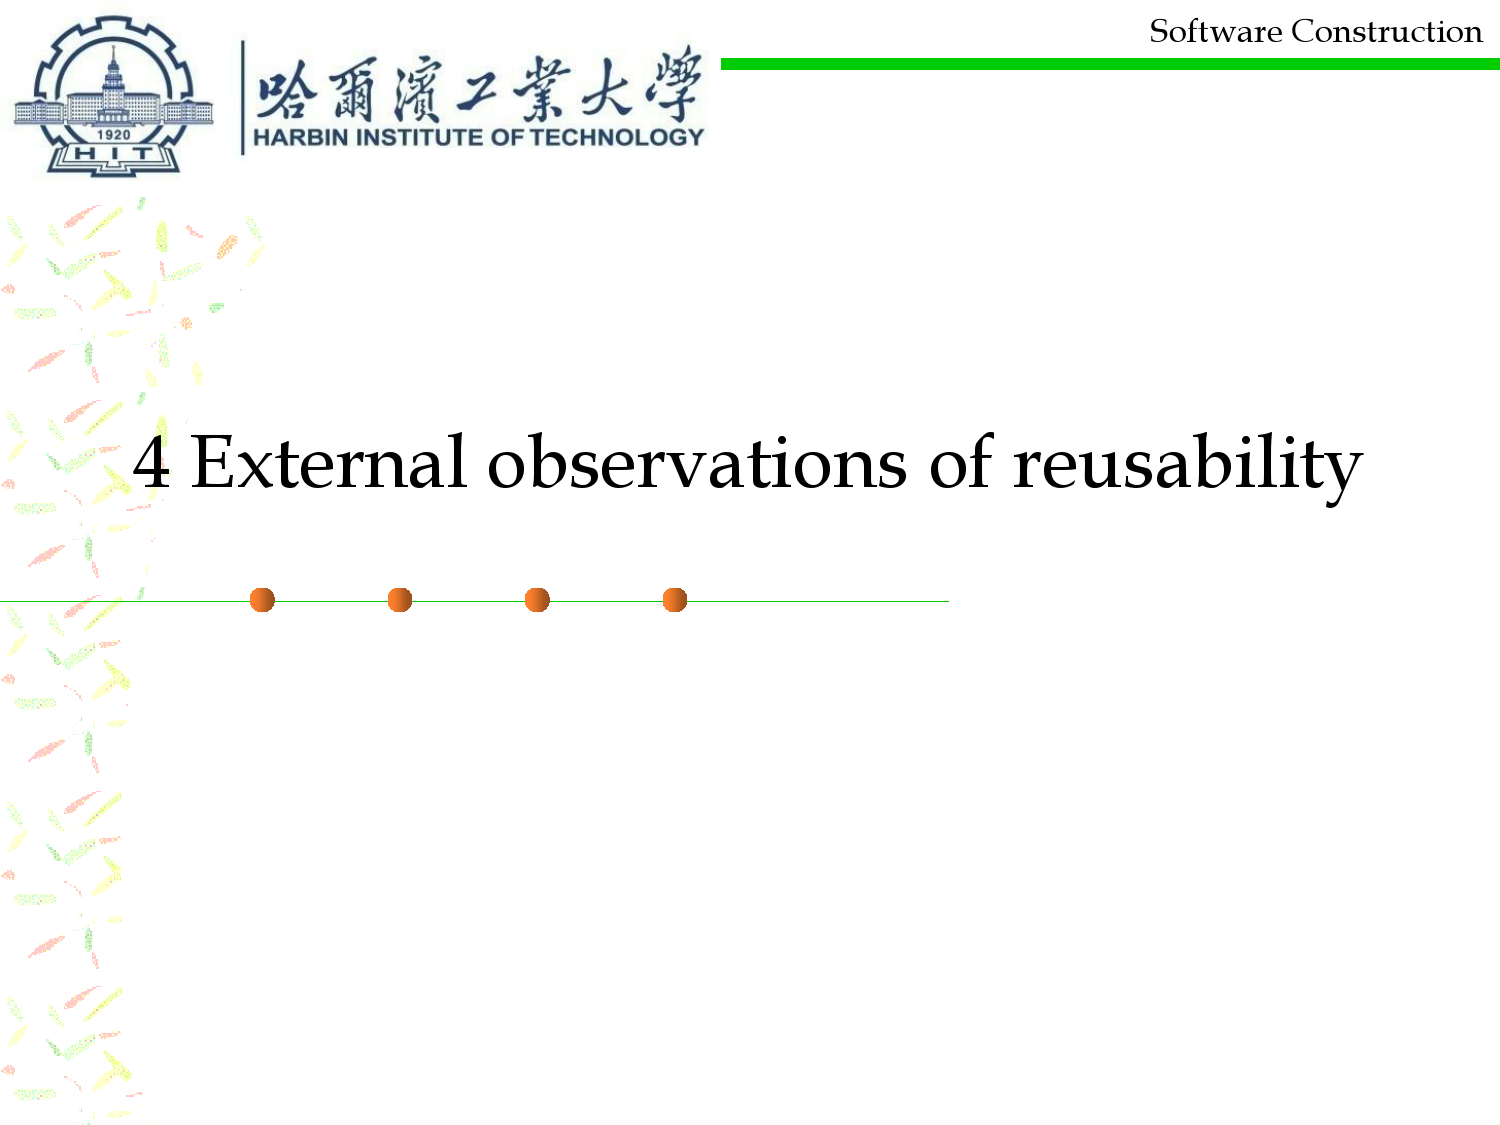 Software Construction
哈爾濱工業大學
HARBIN INSTITUTE OF TECHNOLOGY
1920
HIT
4 External observations of reusability